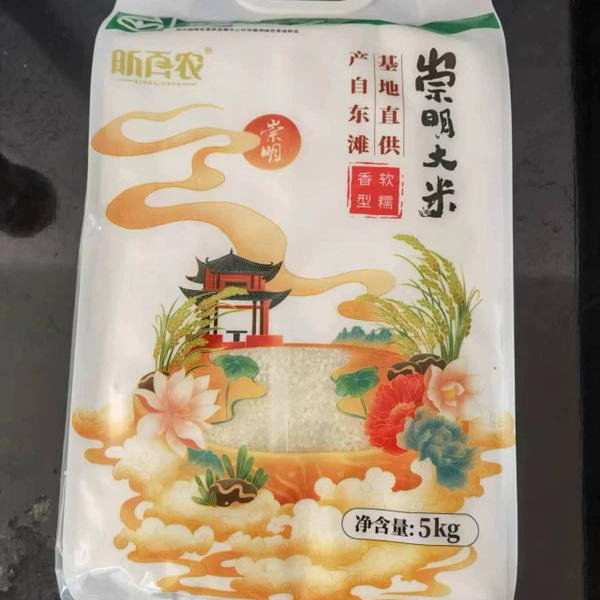 昕百农®
崇明大米
基地直供
产自东滩
软糯
香型
崇明
净含量:5kg